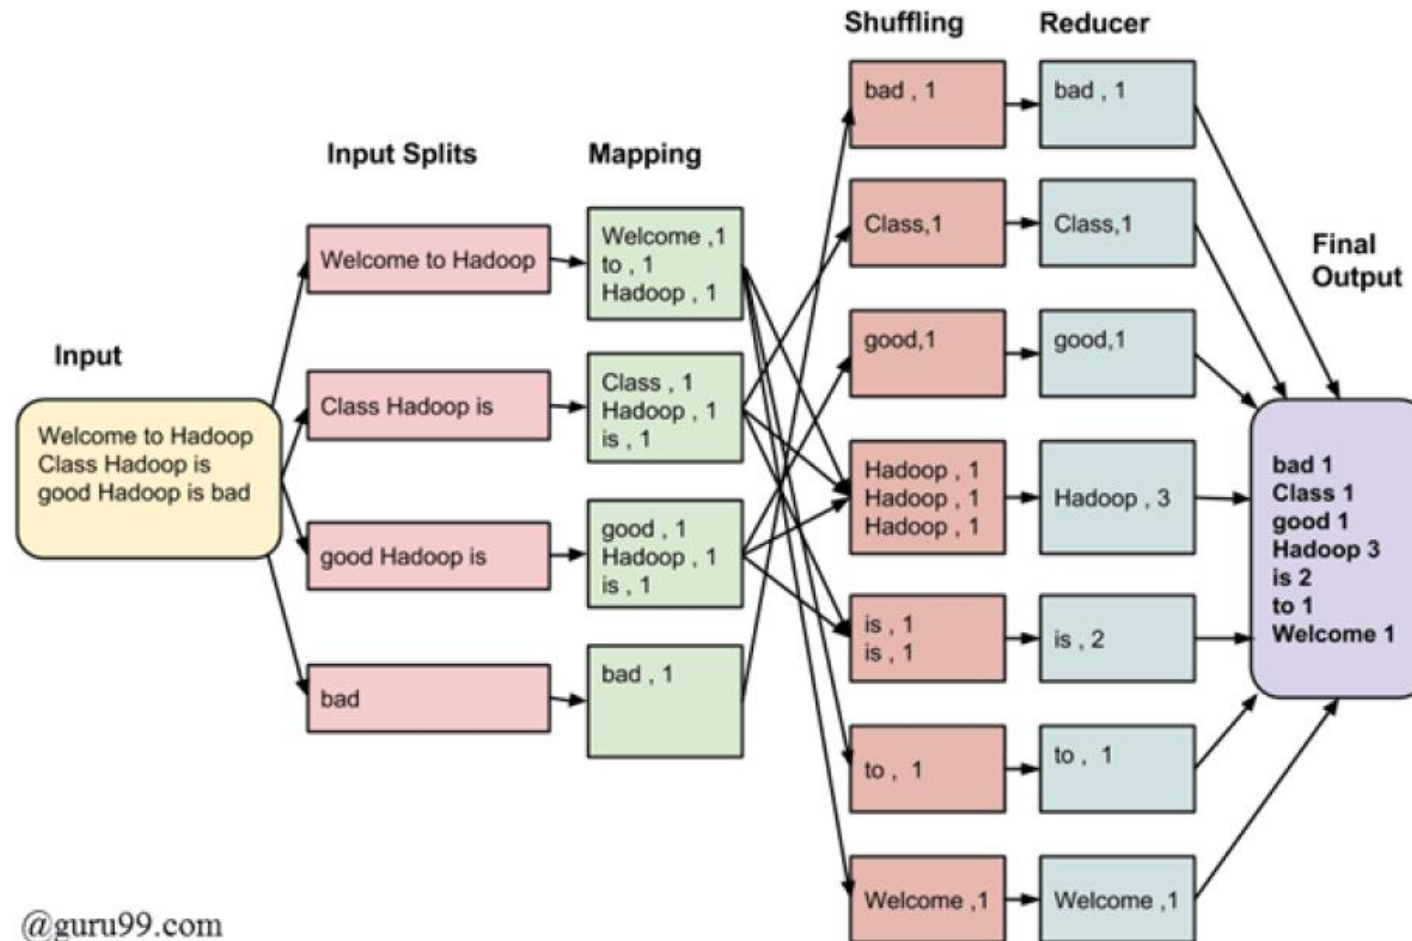 Input
Welcome to Hadoop
Class Hadoop is
good Hadoop is bad
Input Splits
Welcome to Hadoop
Class Hadoop is
good Hadoop is
bad
Mapping
Welcome ,1
to , 1
Hadoop , 1
Class , 1
Hadoop , 1
is , 1
good , 1
Hadoop , 1
is , 1
bad , 1
Shuffling
bad , 1
Class,1
good,1
Hadoop , 1
Hadoop , 1
Hadoop , 1
is , 1
is , 1
to , 1
Welcome ,1
Reducer
bad , 1
Class,1
good,1
Hadoop , 3
is , 2
to , 1
Welcome ,1
Final
Output
bad 1
Class 1
good 1
Hadoop 3
is 2
to 1
Welcome 1
@guru99.com